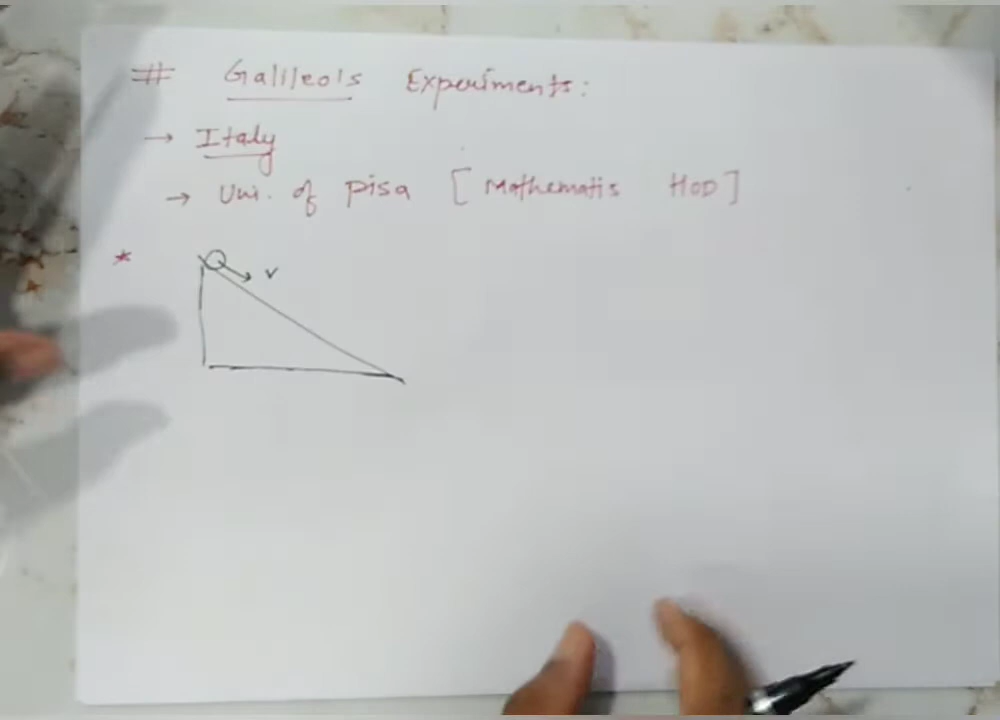 # Galileo's Experiments:
→ Italy
→ Uni. of pisa [Mathematis HOD]
* v